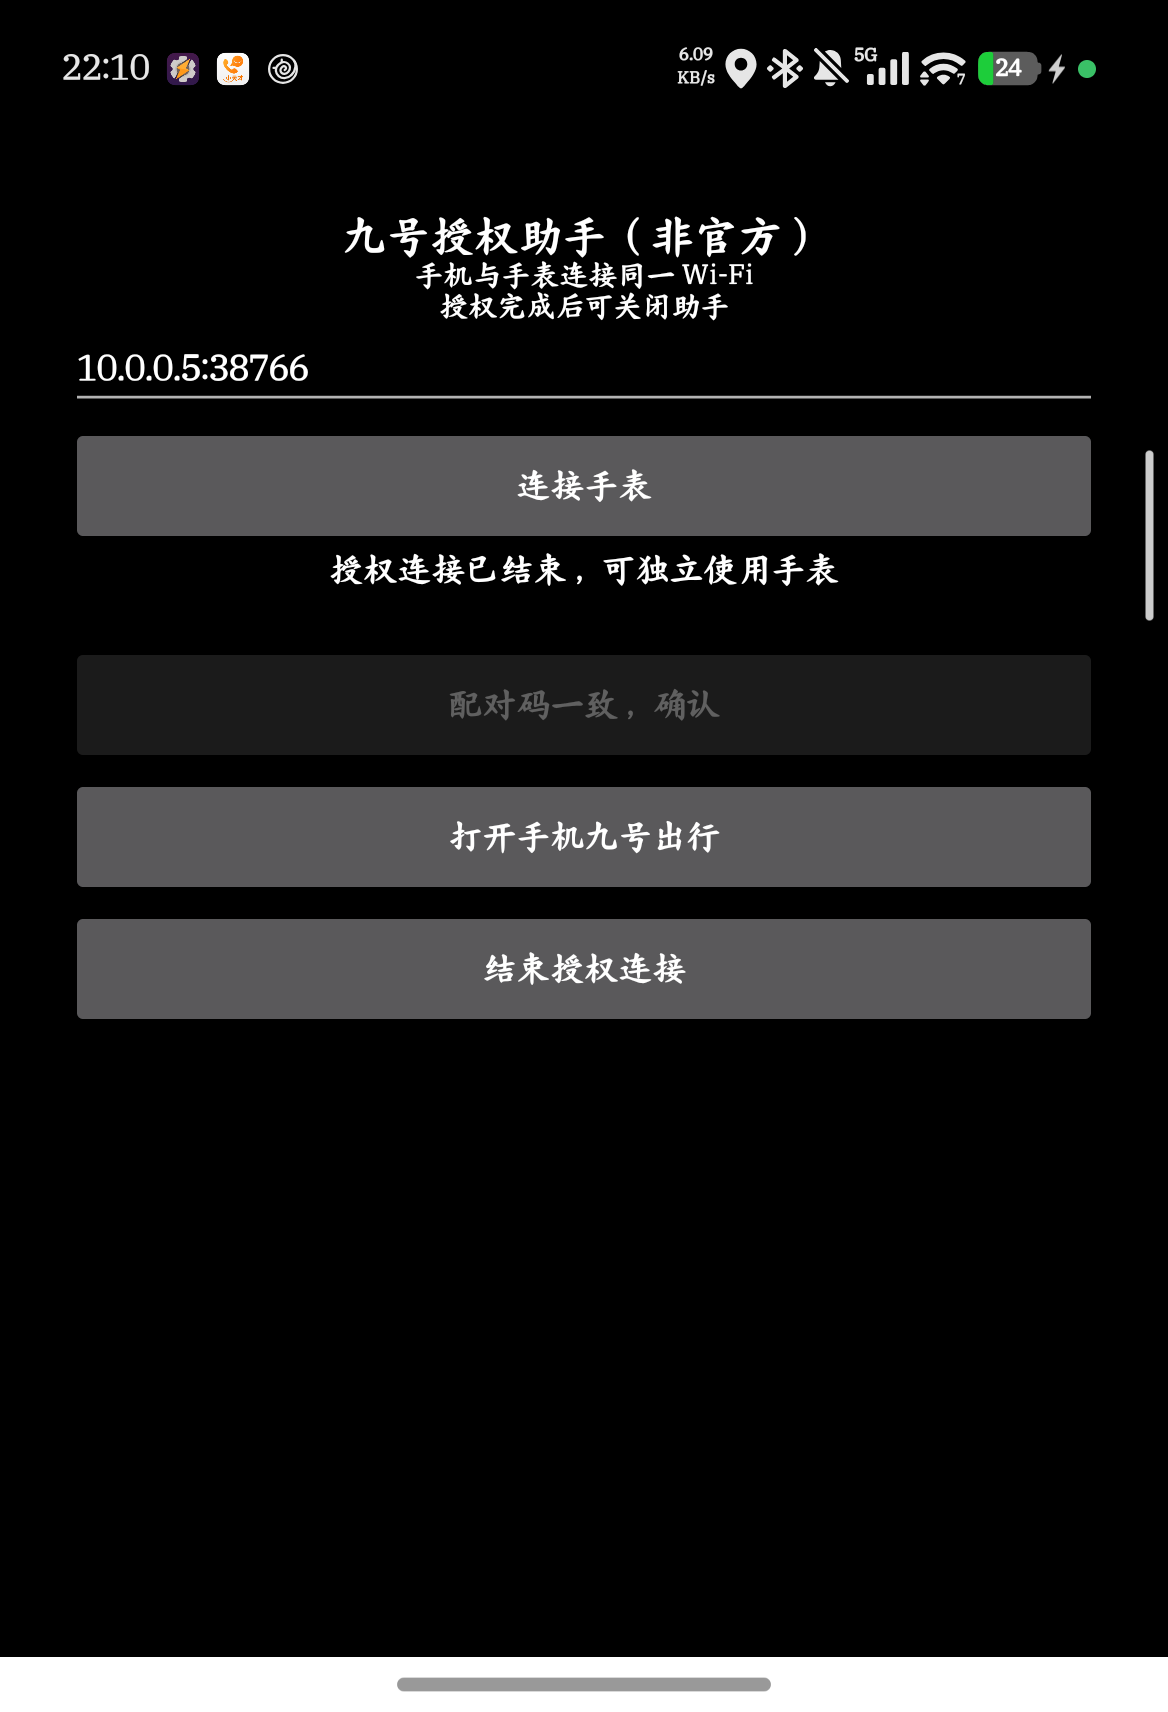 22:10
6.09
KB/s
5G
7
24
九号授权助手（非官方）
手机与手表连接同一 Wi-Fi
授权完成后可关闭助手
10.0.0.5:38766
连接手表
授权连接已结束，可独立使用手表
配对码一致，确认
打开手机九号出行
结束授权连接